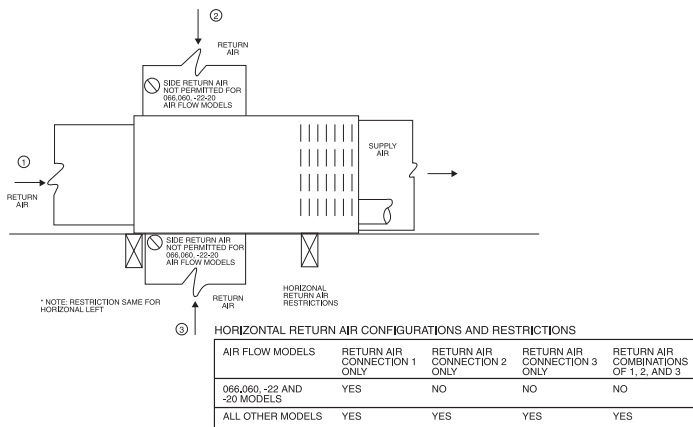 ②
RETURN
AIR
SIDE RETURN AIR
NOT PERMITTED FOR
066,060, -22-20
AIR FLOW MODELS
①
RETURN
AIR
SUPPLY
AIR
SIDE RETURN AIR
NOT PERMITTED FOR
066,060, -22-20
AIR FLOW MODELS
RETURN
AIR
③
HORIZONAL
RETURN AIR
RESTRICTIONS
* NOTE: RESTRICTION SAME FOR
HORIZONAL LEFT
HORIZONTAL RETURN AIR CONFIGURATIONS AND RESTRICTIONS
AIR FLOW MODELS
RETURN AIR
CONNECTION 1
ONLY
RETURN AIR
CONNECTION 2
ONLY
RETURN AIR
CONNECTION 3
ONLY
RETURN AIR
COMBINATIONS
OF 1, 2, AND 3
066,060, -22 AND
-20 MODELS
YES
NO
NO
NO
ALL OTHER MODELS
YES
YES
YES
YES